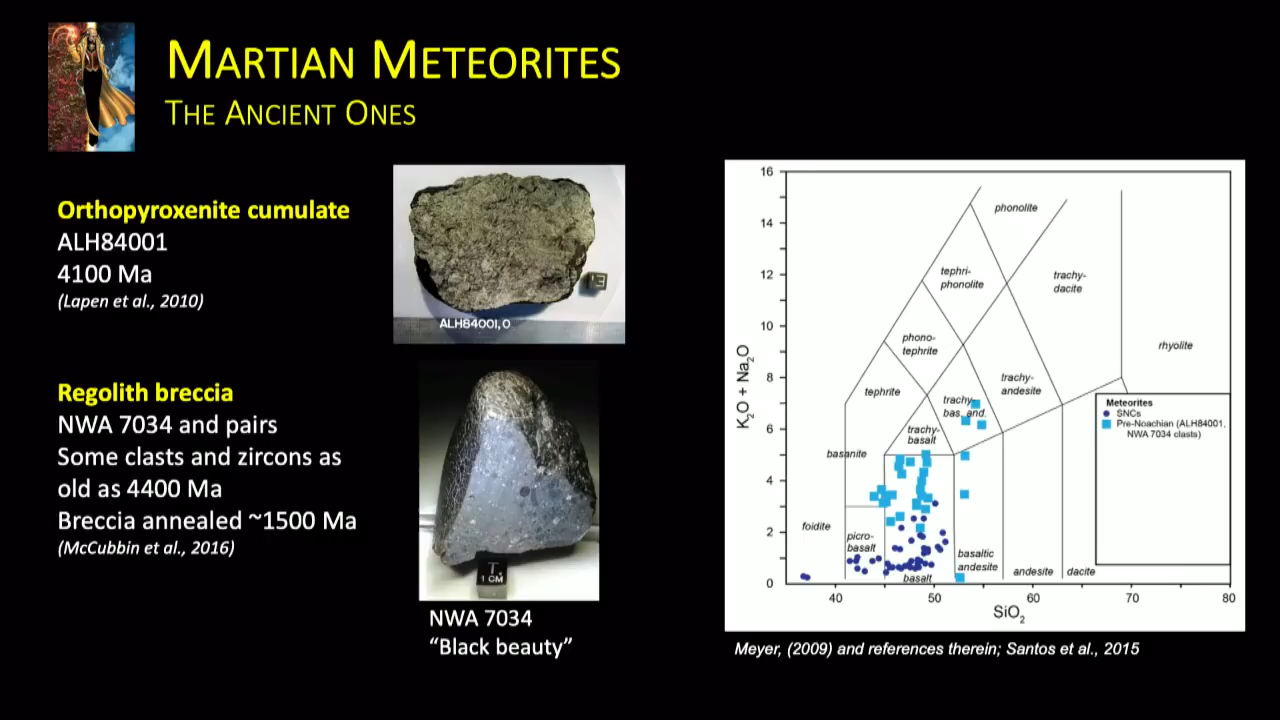 MARTIAN METEORITES
THE ANCIENT ONES
Orthopyroxenite cumulate
ALH84001
4100 Ma
(Lapen et al., 2010)
ALH84001,0
Regolith breccia
NWA 7034 and pairs
Some clasts and zircons as
old as 4400 Ma
Breccia annealed ~1500 Ma
(McCubbin et al., 2016)
T
1 CM
NWA 7034
“Black beauty”
K2O + Na2O
16
14
12
10
8
6
4
2
0
phonolite
tephri-
phonolite
trachy-
dacite
phono-
tephrite
rhyolite
tephrite
trachy-
andesite
trachy-
bas. and.
trachy-
basalt
basanite
foidite
picro-
basalt
basalt
basaltic
andesite
andesite
dacite
Meteorites
SNCs
Pre-Noachian (ALH84001,
NWA 7034 clasts)
40
50
60
70
80
SiO2
Meyer, (2009) and references therein; Santos et al., 2015